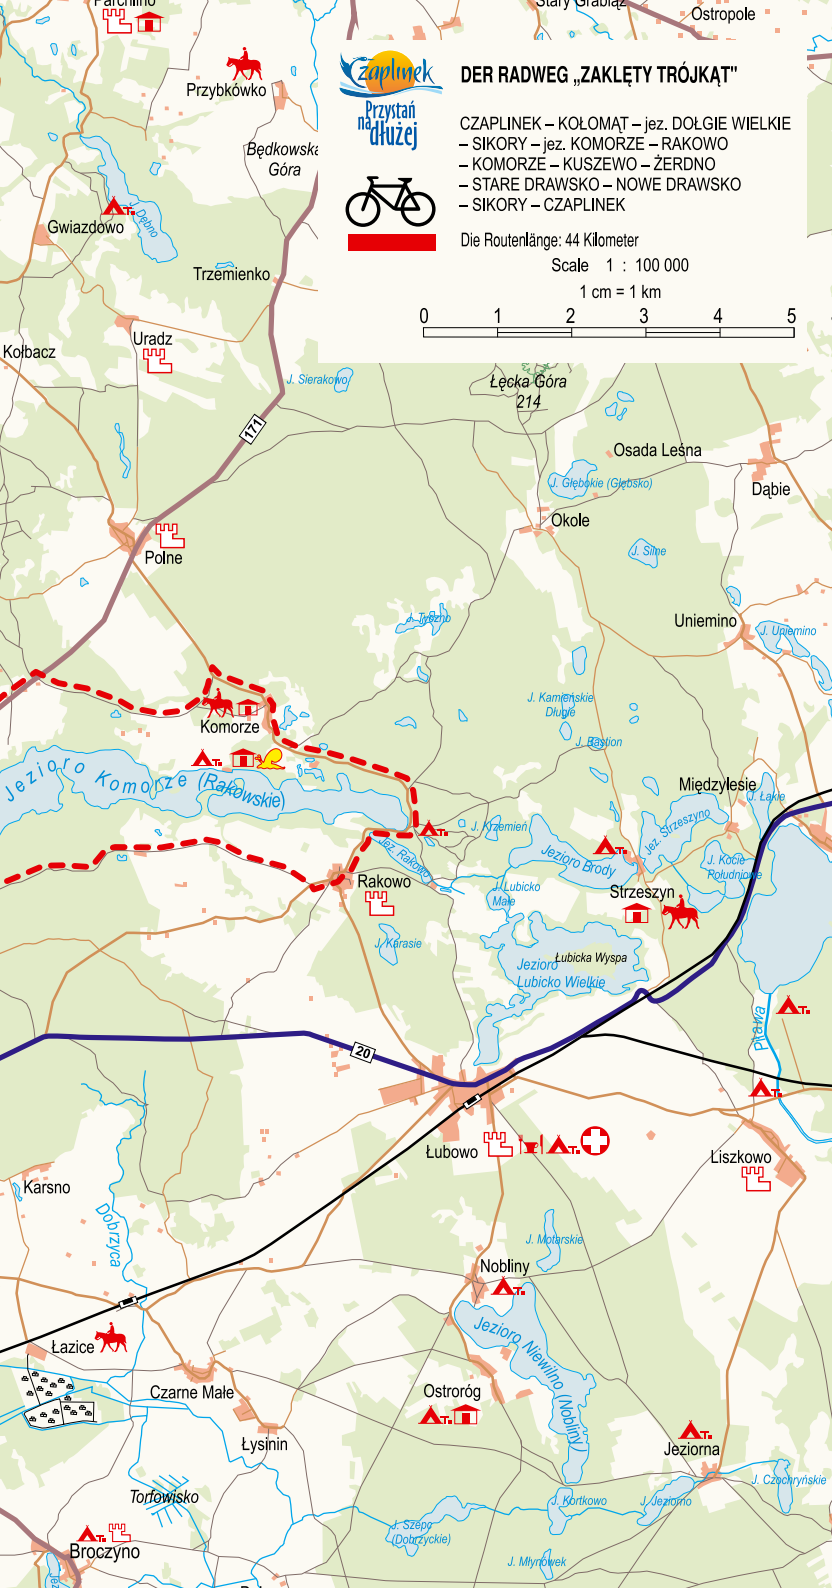 Parchlino
Stary Grabiąż
Ostropole
Przybkówko
Czaplinek
Przystań
na dłużej
DER RADWEG „ZAKLĘTY TRÓJKĄT"
CZAPLINEK – KOŁOMĄT – jez. DOŁGIE WIELKIE
– SIKORY – jez. KOMORZE – RAKOWO
– KOMORZE – KUSZEWO – ŻERDNO
– STARE DRAWSKO – NOWE DRAWSKO
– SIKORY – CZAPLINEK
Die Routenlänge: 44 Kilometer
Scale 1 : 100 000
1 cm = 1 km
0 1 2 3 4 5
Będkowska
Góra
J. Dębno
Gwiazdowo
Trzemienko
Uradz
Kołbacz
J. Sierakowo
Łęcka Góra
214
171
Osada Leśna
J. Głębokie (Głębsko)
Dąbie
Okole
Polne
J. Silne
J. Trzebno
Uniemino
J. Uniemino
J. Kamieńskie
Długie
Komorze
J. Bastion
Jezioro Komorze (Rakowskie)
Międzylesie
J. Łąkie
J. Krzemień
Jez. Strzeszyno
Jez. Rakowo
Jezioro Brody
J. Kocie
Południowe
Rakowo
J. Lubicko
Małe
Strzeszyn
J. Karasie
Łubicka Wyspa
Jezioro
Lubicko Wielkie
Piława
20
Łubowo
Liszkowo
Karsno
Dobrzyca
J. Motarskie
Nobliny
Jezioro Niewlino (Nobliny)
Łazice
Czarne Małe
Ostroróg
Łysinin
Jeziorna
J. Czochryńskie
Torfowisko
J. Kortkowo
J. Jeziorno
J. Szepc
(Dobrzyckie)
Broczyno
J. Młynówek
Jez